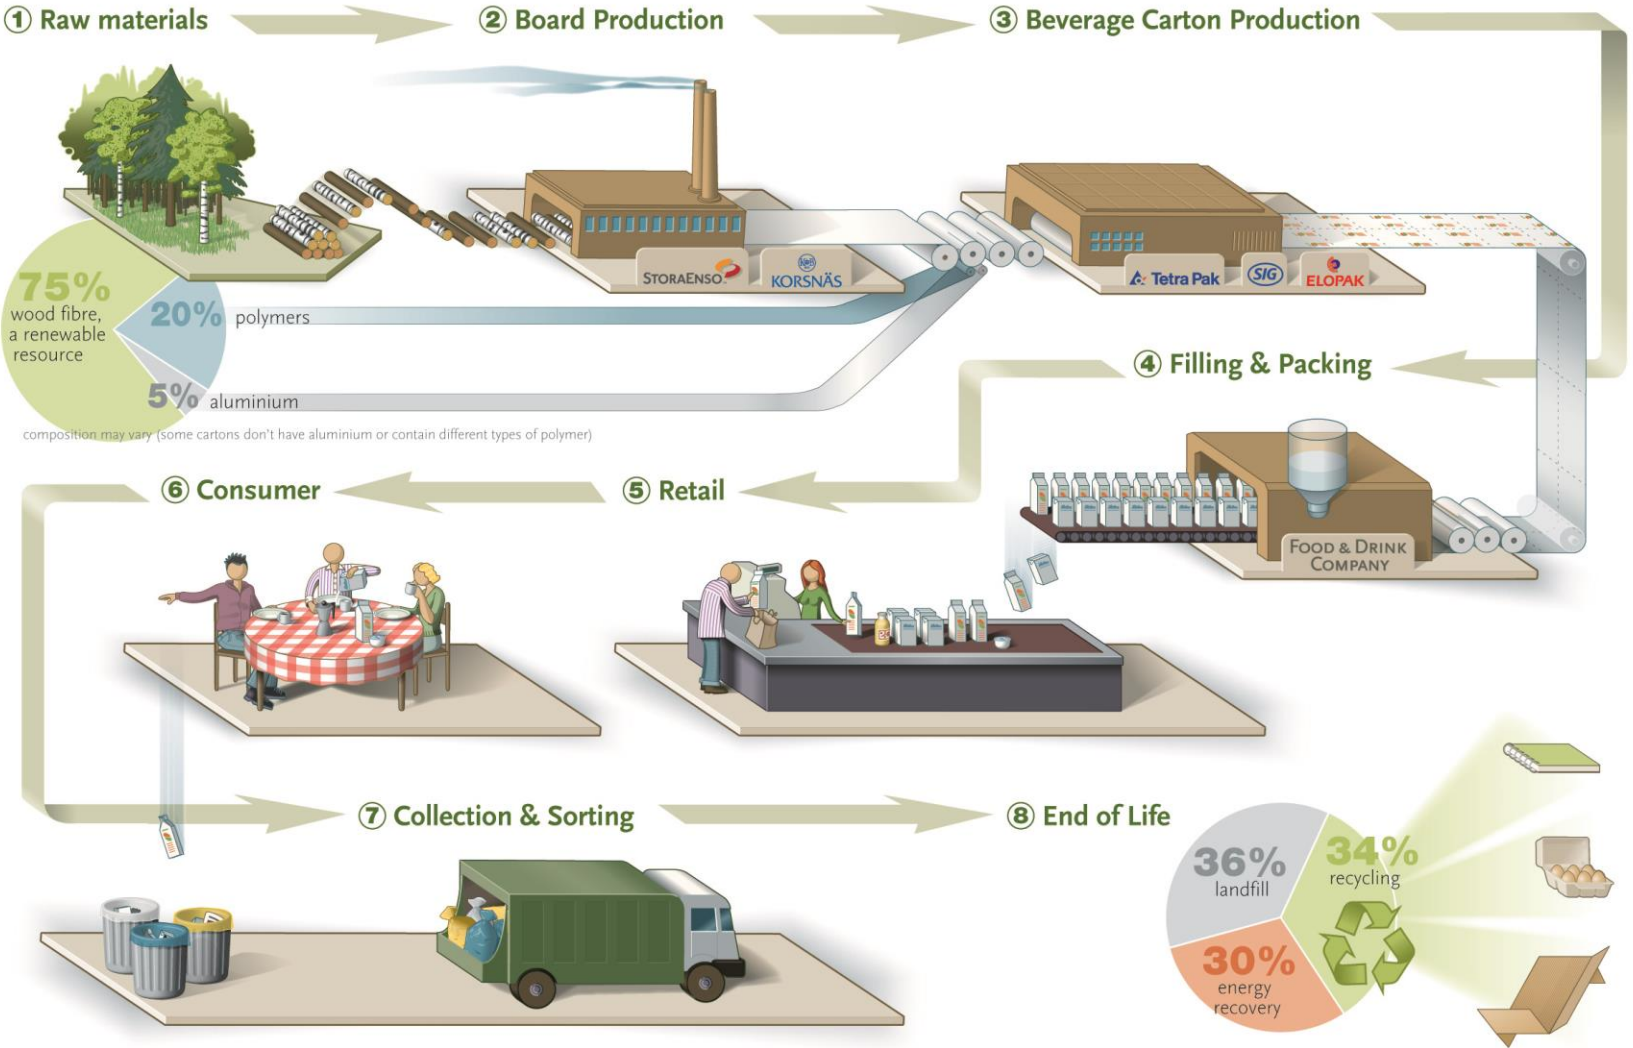 ① Raw materials
② Board Production
③ Beverage Carton Production
STORAENSO
KORSNÄS
Tetra Pak
SIG
ELOPAK
75%
wood fibre,
a renewable
resource
20% polymers
5% aluminium
composition may vary (some cartons don't have aluminium or contain different types of polymer)
④ Filling & Packing
FOOD & DRINK
COMPANY
⑤ Retail
⑥ Consumer
⑦ Collection & Sorting
⑧ End of Life
36%
landfill
34%
recycling
30%
energy
recovery